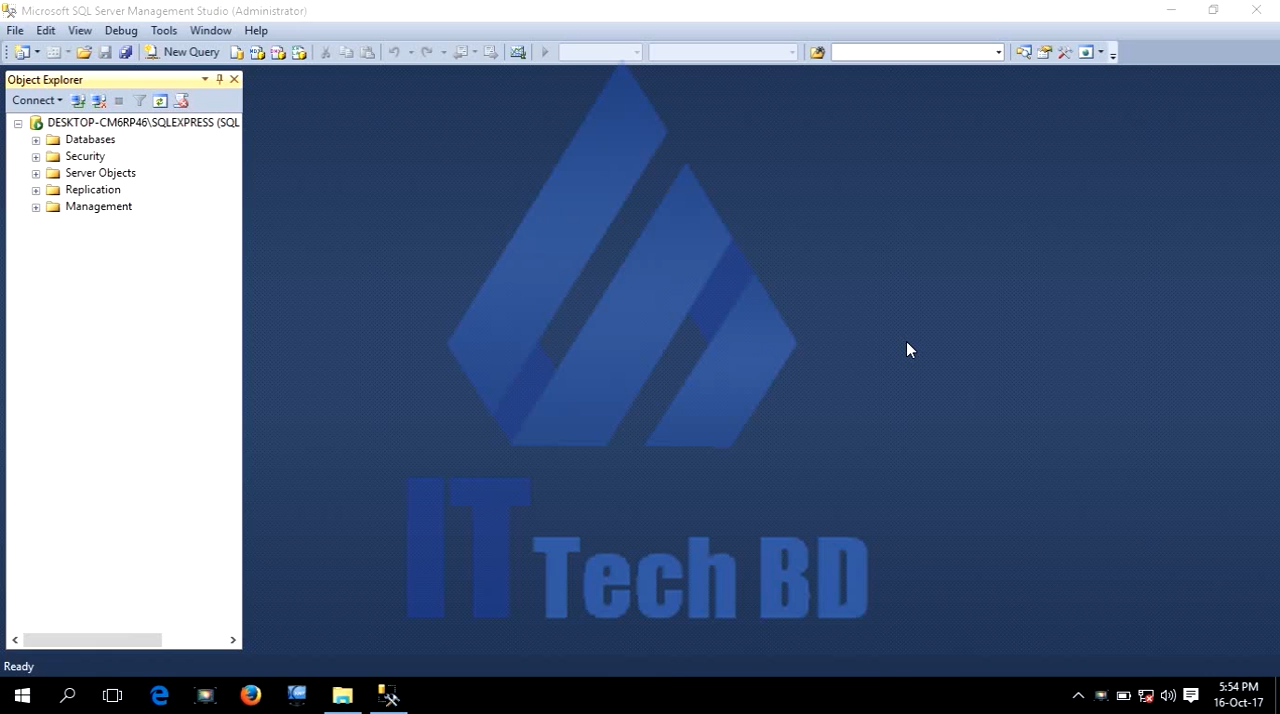 Microsoft SQL Server Management Studio (Administrator)
File Edit View Debug Tools Window Help
New Query
Object Explorer
Connect
DESKTOP-CM6RP46\SQLEXPRESS (SQL
Databases
Security
Server Objects
Replication
Management
IT Tech BD
Ready
5:54 PM
16-Oct-17